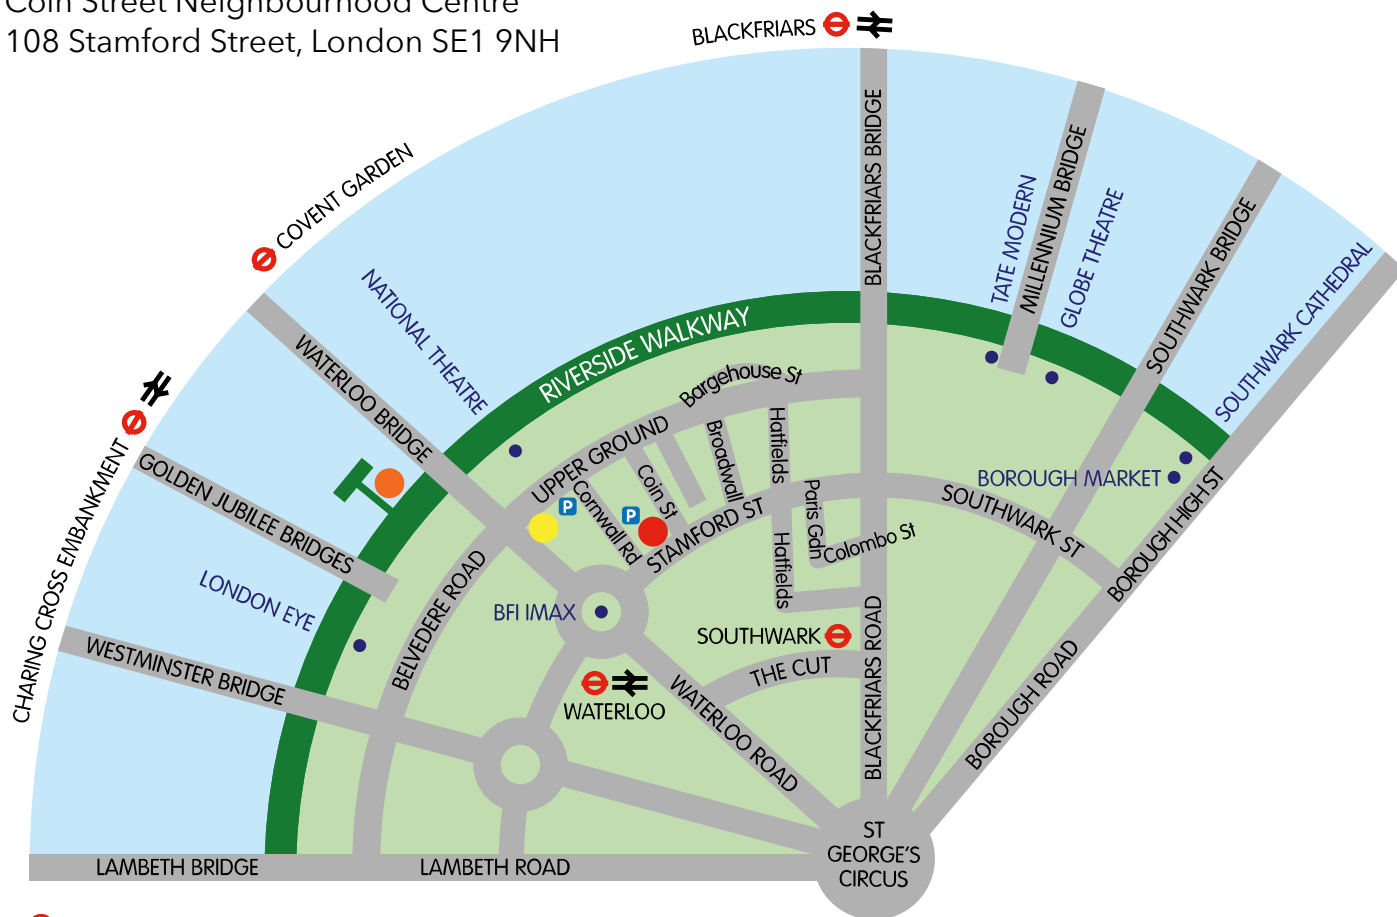 Coin Street Neighbourhood Centre
108 Stamford Street, London SE1 9NH
BLACKFRIARS
BLACKFRIARS BRIDGE
COVENT GARDEN
MILLENNIUM BRIDGE
TATE MODERN
GLOBE THEATRE
SOUTHWARK BRIDGE
SOUTHWARK CATHEDRAL
NATIONAL THEATRE
WATERLOO BRIDGE
RIVERSIDE WALKWAY
Bargehouse St
UPPER GROUND
Broadwall
Hatfields
CHARING CROSS EMBANKMENT
GOLDEN JUBILEE BRIDGES
P
Cornwall Rd
P
Coin St
STAMFORD ST
Paris Gdn
Colombo St
Hatfields
BOROUGH MARKET
SOUTHWARK ST
BOROUGH HIGH ST
LONDON EYE
BELVEDERE ROAD
BFI IMAX
SOUTHWARK
THE CUT
WESTMINSTER BRIDGE
WATERLOO
WATERLOO ROAD
BLACKFRIARS ROAD
BOROUGH ROAD
LAMBETH BRIDGE
LAMBETH ROAD
ST
GEORGE'S
CIRCUS